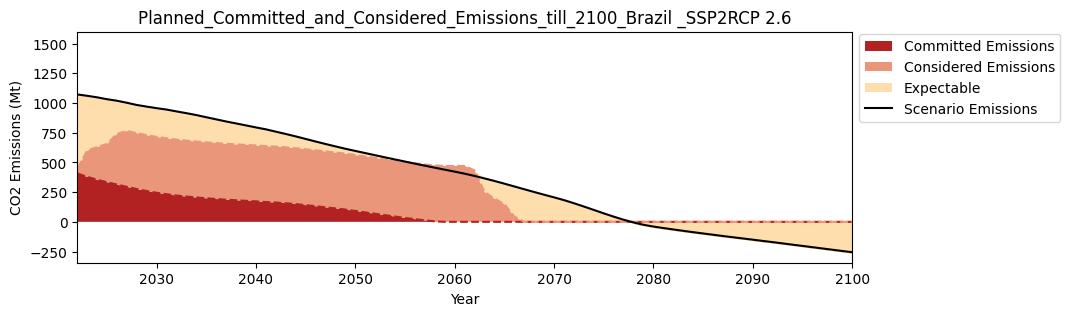 Planned_Committed_and_Considered_Emissions_till_2100_Brazil _SSP2RCP 2.6
1500
1250
1000
750
500
250
0
−250
CO2 Emissions (Mt)
2030 2040 2050 2060 2070 2080 2090 2100
Year
Committed Emissions
Considered Emissions
Expectable
Scenario Emissions